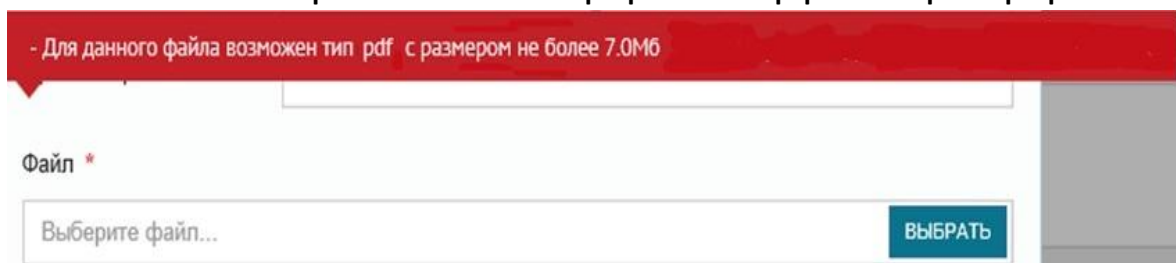 - Для данного файла возможен тип pdf с размером не более 7.0Мб
Файл *
Выберите файл...
ВЫБРАТЬ